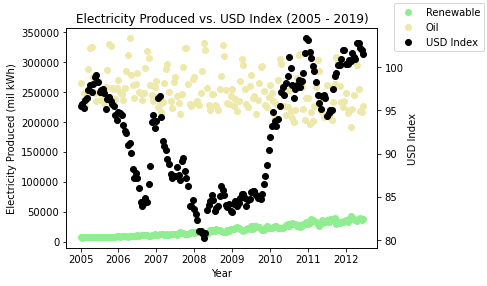 Electricity Produced vs. USD Index (2005 - 2019)
Renewable
Oil
USD Index
Electricity Produced (mil kWh)
350000
300000
250000
200000
150000
100000
50000
0
100
95
90
85
80
USD Index
2005 2006 2007 2008 2009 2010 2011 2012
Year